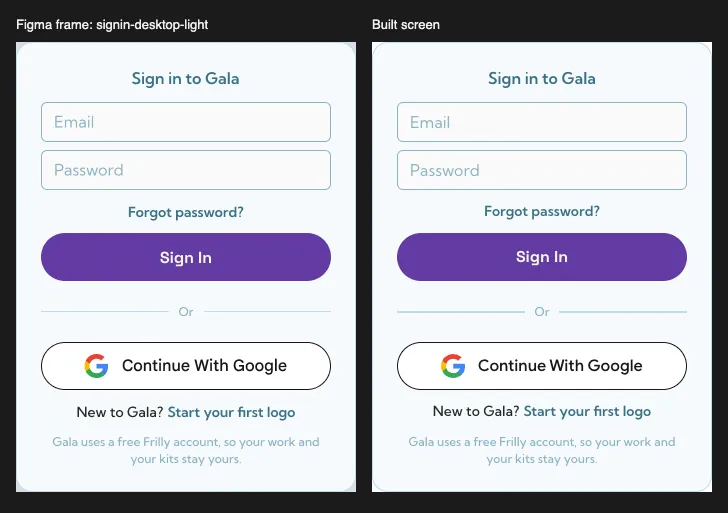 Figma frame: signin-desktop-light
Sign in to Gala
Email
Password
Forgot password?
Sign In
Or
Continue With Google
New to Gala? Start your first logo
Gala uses a free Frilly account, so your work and
your kits stay yours.
Built screen
Sign in to Gala
Email
Password
Forgot password?
Sign In
Or
Continue With Google
New to Gala? Start your first logo
Gala uses a free Frilly account, so your work and
your kits stay yours.